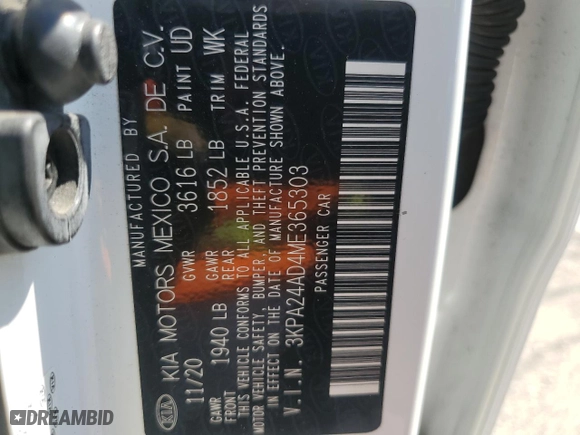 MANUFACTURED BY
KIA KIA MOTORS MEXICO S.A. DE C.V.
11/20 GVWR 3616 LB PAINT UD
GAWR FRONT 1940 LB GAWR REAR 1852 LB TRIM WK
THIS VEHICLE CONFORMS TO ALL APPLICABLE U.S.A. FEDERAL
MOTOR VEHICLE SAFETY, BUMPER, AND THEFT PREVENTION STANDARDS
IN EFFECT ON THE DATE OF MANUFACTURE SHOWN ABOVE.
V.I.N. 3KPA24AD4ME365303
PASSENGER CAR
DREAMBID